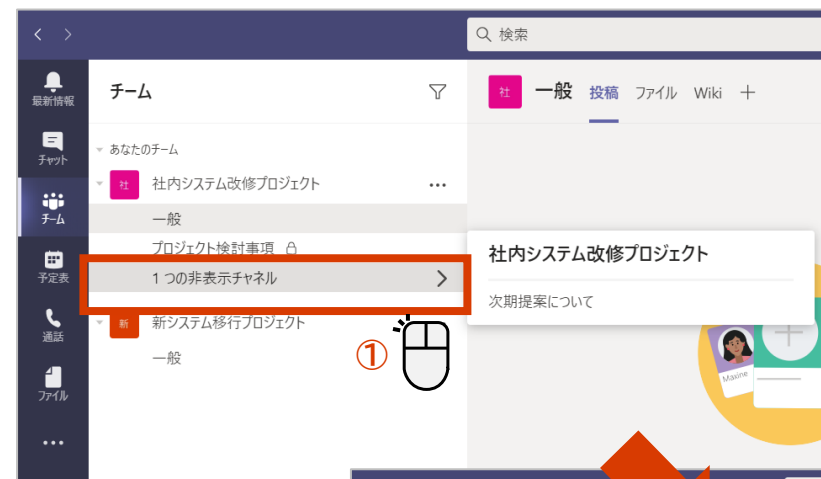 検索
最新情報
チャット
チーム
予定表
通話
ファイル
チーム
あなたのチーム
社 社内システム改修プロジェクト
一般
プロジェクト検討事項
1つの非表示チャネル
新 新システム移行プロジェクト
一般
①
社 一般 投稿 ファイル Wiki
社内システム改修プロジェクト
次期提案について
Maxine